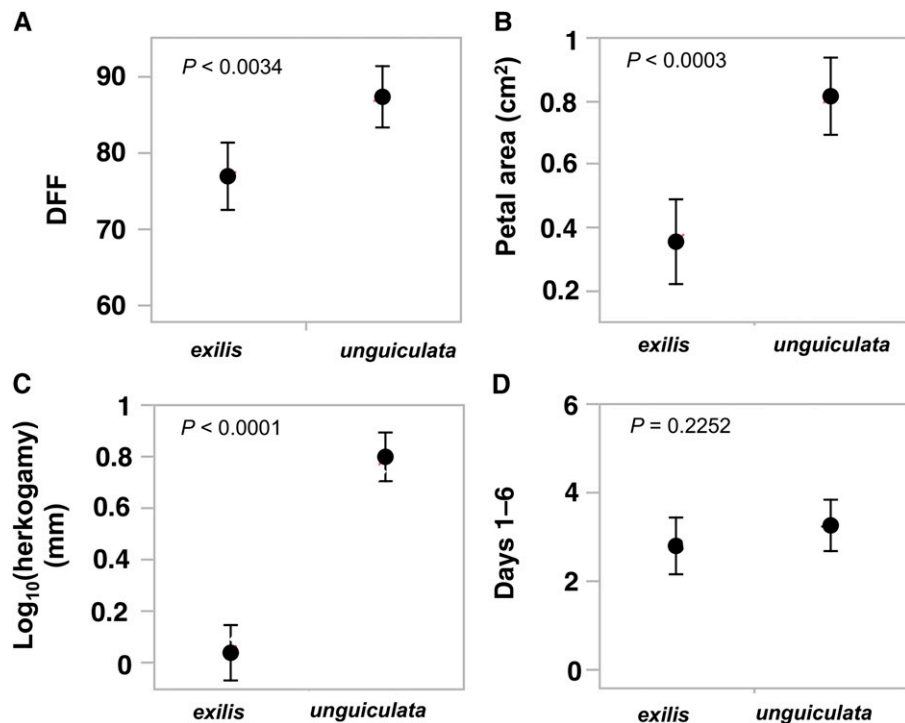 A
P < 0.0034
DFF
90
80
70
60
exilis
unguiculata
B
P < 0.0003
Petal area (cm²)
1
0.8
0.6
0.4
0.2
exilis
unguiculata
C
P < 0.0001
Log₁₀(herkogamy)
(mm)
1
0.8
0.6
0.4
0.2
0
exilis
unguiculata
D
P = 0.2252
Days 1–6
6
4
2
0
exilis
unguiculata